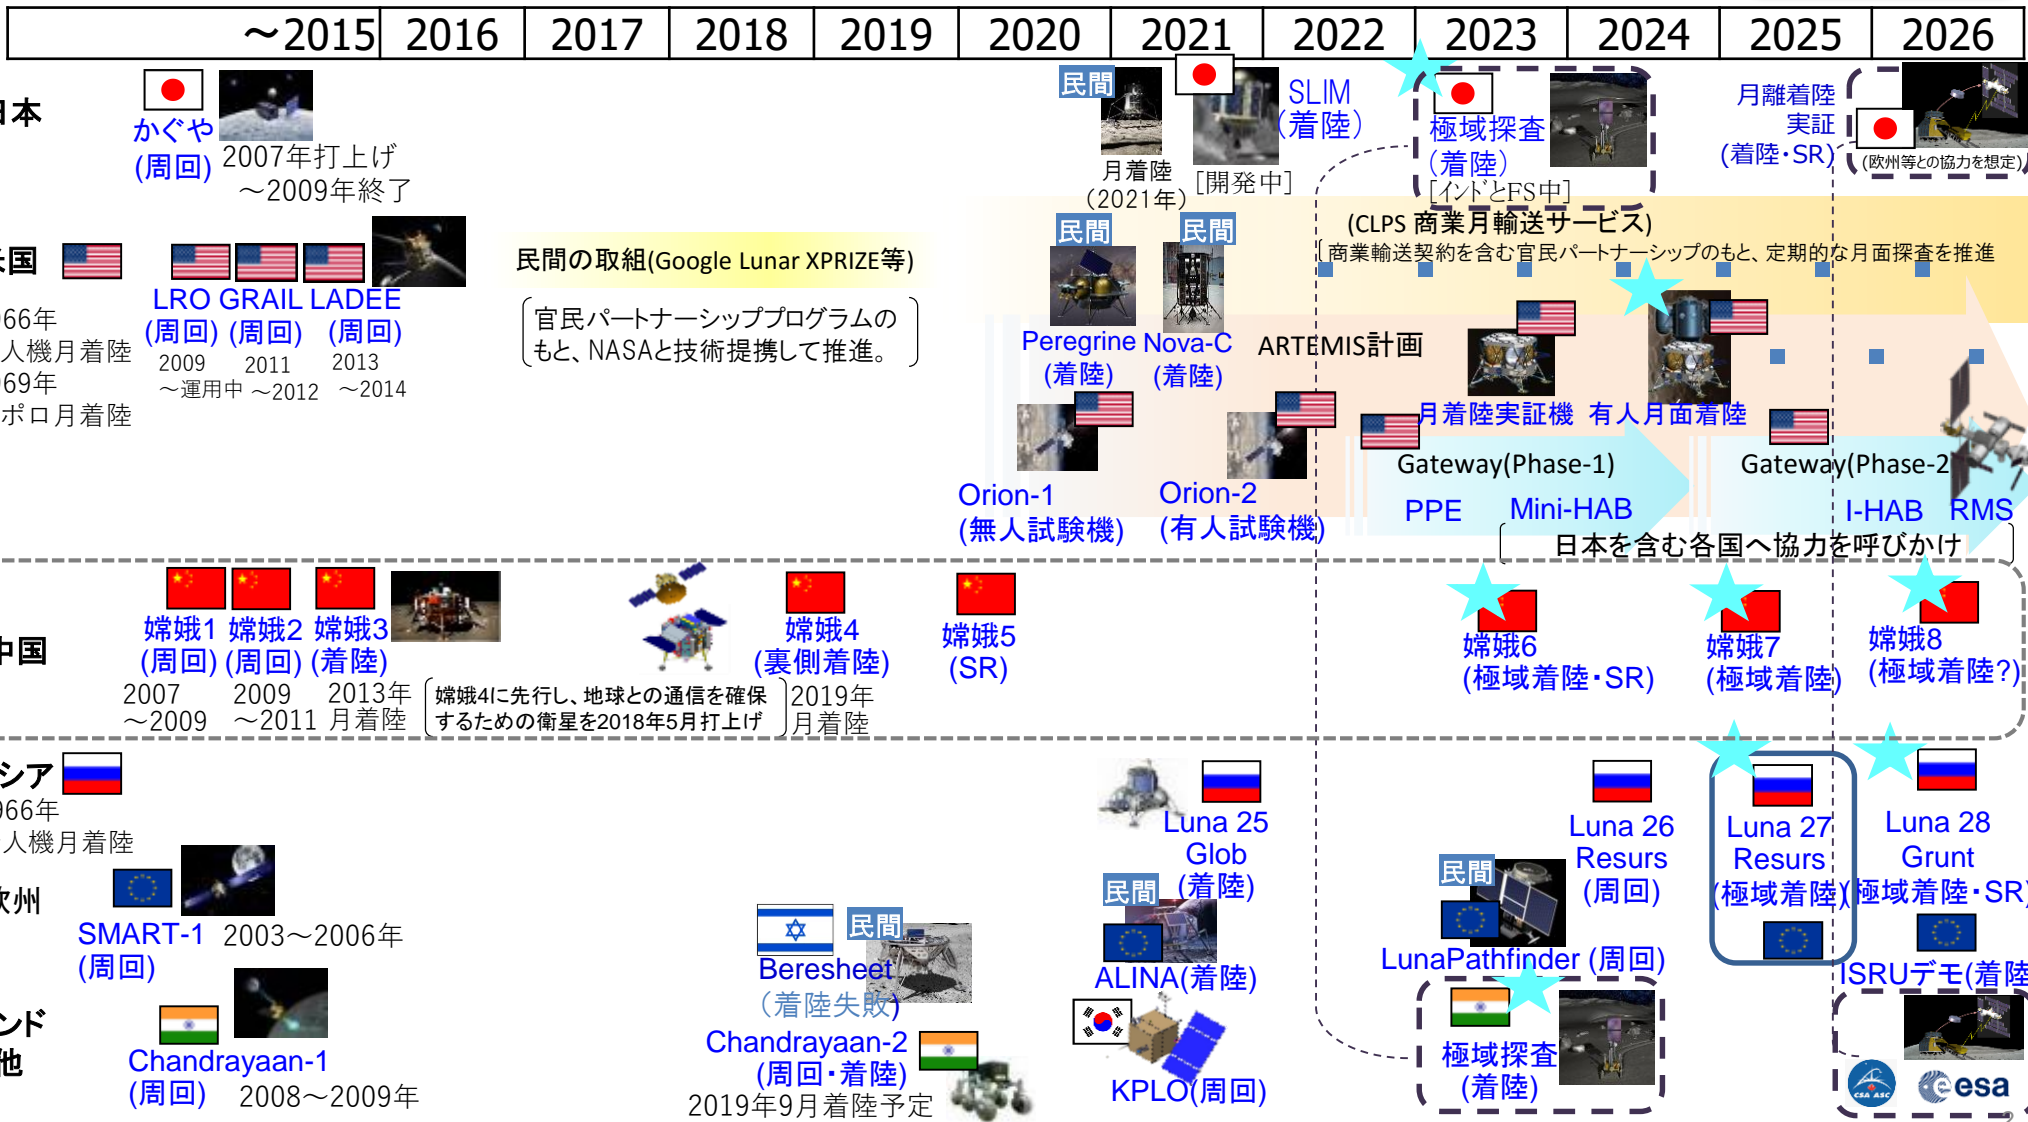 ～2015 2016 2017 2018 2019 2020 2021 2022 2023 2024 2025 2026
日本
かぐや
(周回)
2007年打上げ
～2009年終了
民間
月着陸
(2021年)
SLIM
(着陸)
[開発中]
極域探査
(着陸)
[インドとFS中]
月離着陸
実証
(着陸・SR)
(欧州等との協力を想定)
国
66年
人機月着陸
69年
ポロ月着陸
LRO GRAIL LADEE
(周回) (周回) (周回)
2009 2011 2013
～運用中 ～2012 ～2014
民間の取組(Google Lunar XPRIZE等)
官民パートナーシッププログラムの
もと、NASAと技術提携して推進。
(CLPS 商業月輸送サービス)
商業輸送契約を含む官民パートナーシップのもと、定期的な月面探査を推進
民間
民間
Peregrine Nova-C
(着陸) (着陸)
ARTEMIS計画
月着陸実証機 有人月面着陸
Orion-1
(無人試験機)
Orion-2
(有人試験機)
Gateway(Phase-1)
PPE Mini-HAB
Gateway(Phase-2
I-HAB RMS
日本を含む各国へ協力を呼びかけ
中国
嫦娥1 嫦娥2 嫦娥3
(周回) (周回) (着陸)
2007 2009 2013年
～2009 ～2011 月着陸
嫦娥4に先行し、地球との通信を確保
するための衛星を2018年5月打上げ
嫦娥4
(裏側着陸)
2019年
月着陸
嫦娥5
(SR)
嫦娥6
(極域着陸・SR)
嫦娥7
(極域着陸)
嫦娥8
(極域着陸?)
シア
966年
人機月着陸
Luna 25
Glob
(着陸)
Luna 26
Resurs
(周回)
Luna 27
Resurs
(極域着陸)
Luna 28
Grunt
極域着陸・SR)
欧州
SMART-1 2003～2006年
(周回)
民間
ALINA(着陸)
民間
LunaPathfinder (周回)
ISRUデモ(着陸
民間
Beresheet
(着陸失敗)
ンド
他
Chandrayaan-1
(周回) 2008～2009年
Chandrayaan-2
(周回・着陸)
2019年9月着陸予定
KPLO(周回)
極域探査
(着陸)
CSA ASC
esa